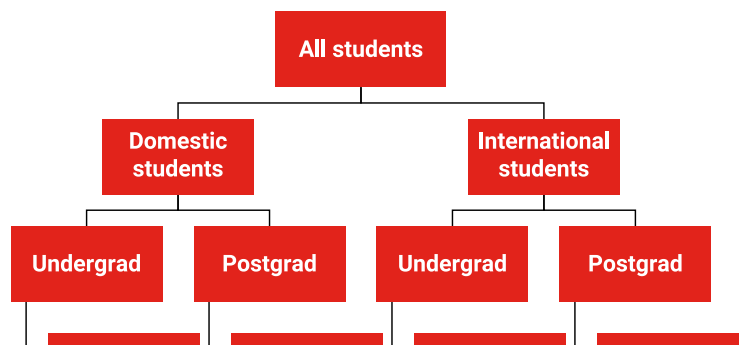 All students
Domestic
students
International
students
Undergrad
Postgrad
Undergrad
Postgrad